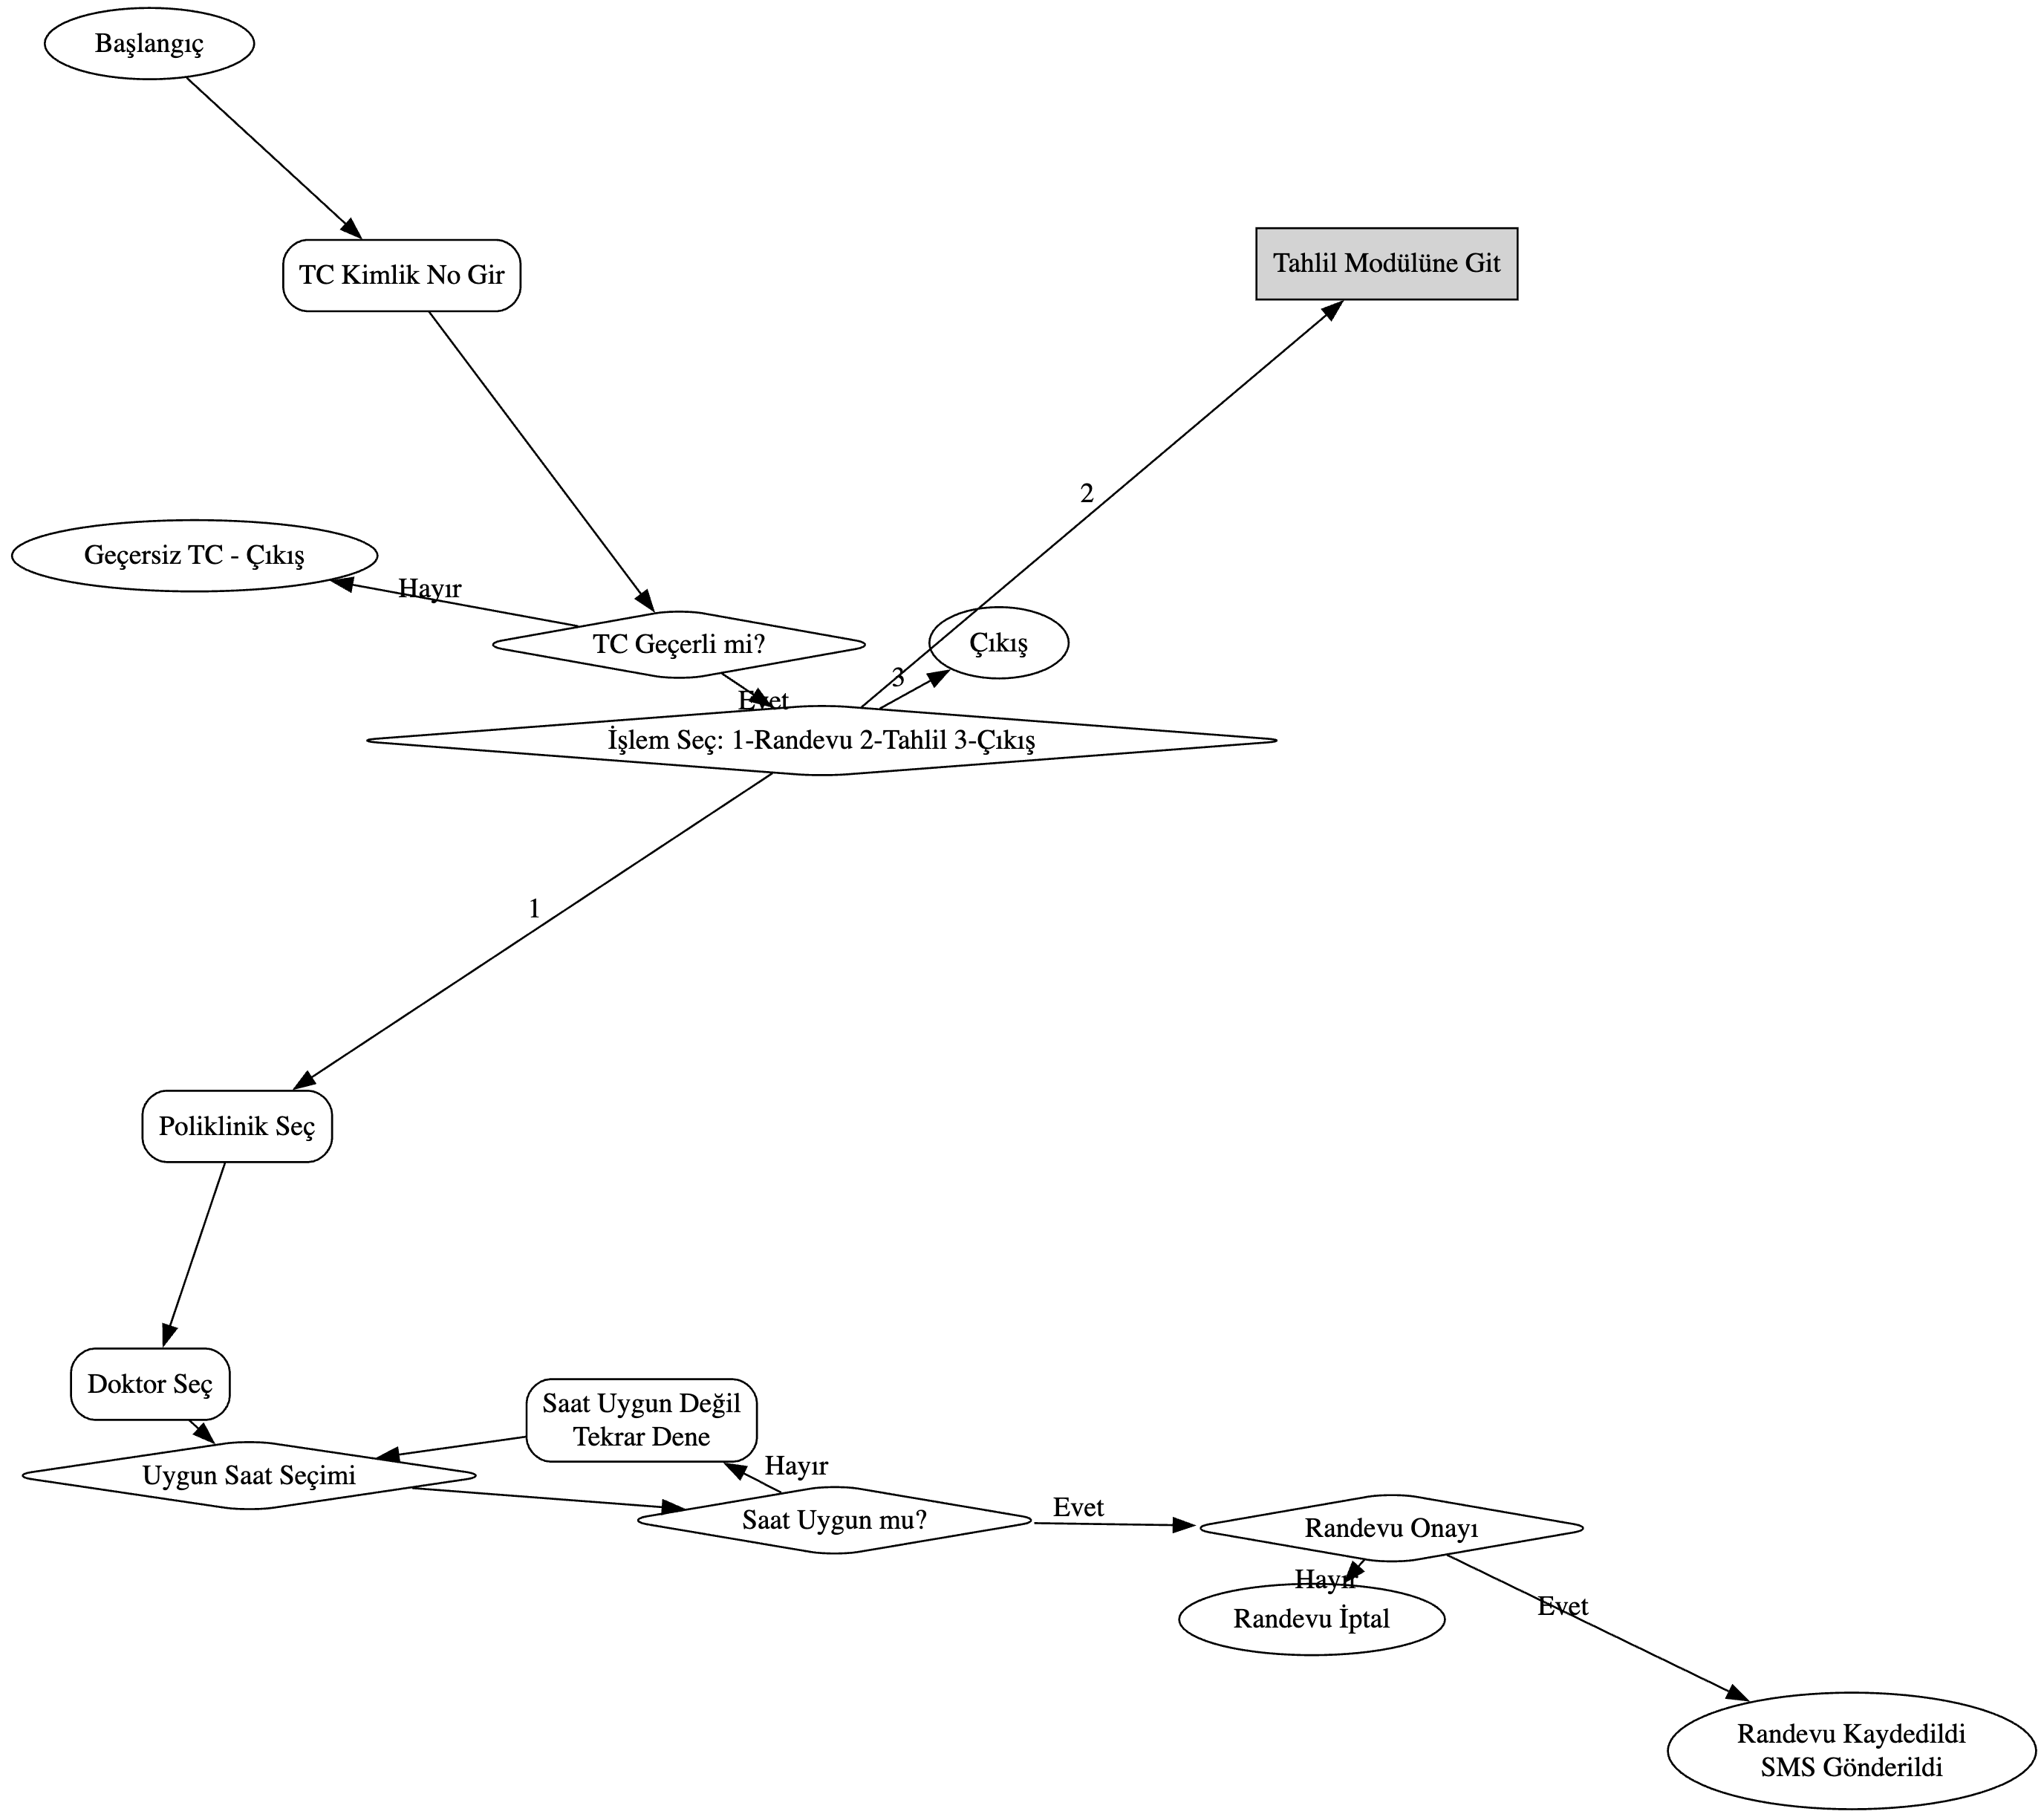 Başlangıç
TC Kimlik No Gir
Tahlil Modülüne Git
2
Geçersiz TC - Çıkış
Hayır
TC Geçerli mi?
Çıkış
3
Evet
İşlem Seç: 1-Randevu 2-Tahlil 3-Çıkış
1
Poliklinik Seç
Doktor Seç
Saat Uygun Değil
Tekrar Dene
Hayır
Uygun Saat Seçimi
Saat Uygun mu?
Evet
Randevu Onayı
Hayır
Randevu İptal
Evet
Randevu Kaydedildi
SMS Gönderildi